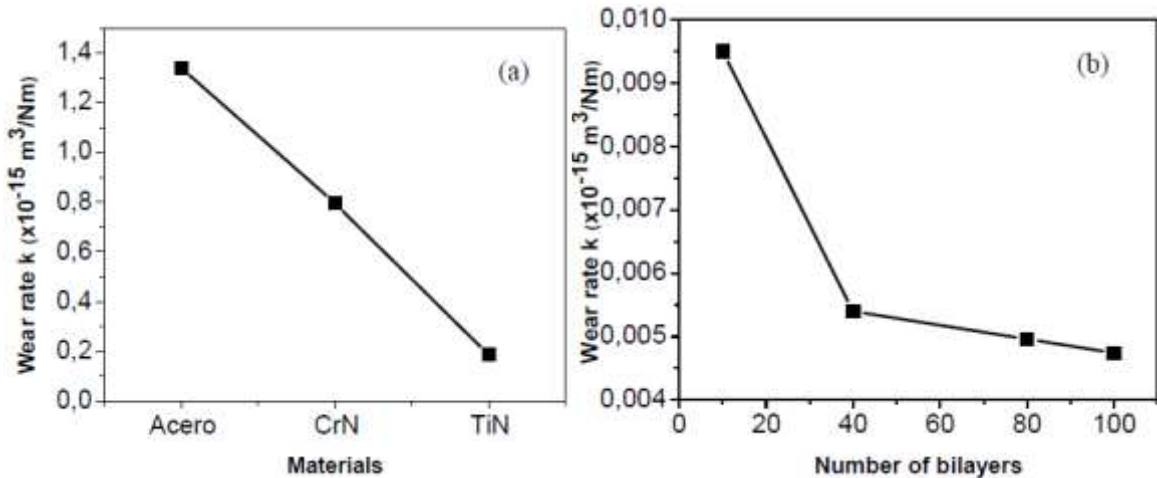 Wear rate k (x10⁻¹⁵ m³/Nm)
1,4
1,2
1,0
0,8
0,6
0,4
0,2
0,0
(a)
Acero CrN TiN
Materials
Wear rate k (x10⁻¹⁵ m³/Nm)
0,010
0,009
0,008
0,007
0,006
0,005
0,004
(b)
0 20 40 60 80 100
Number of bilayers